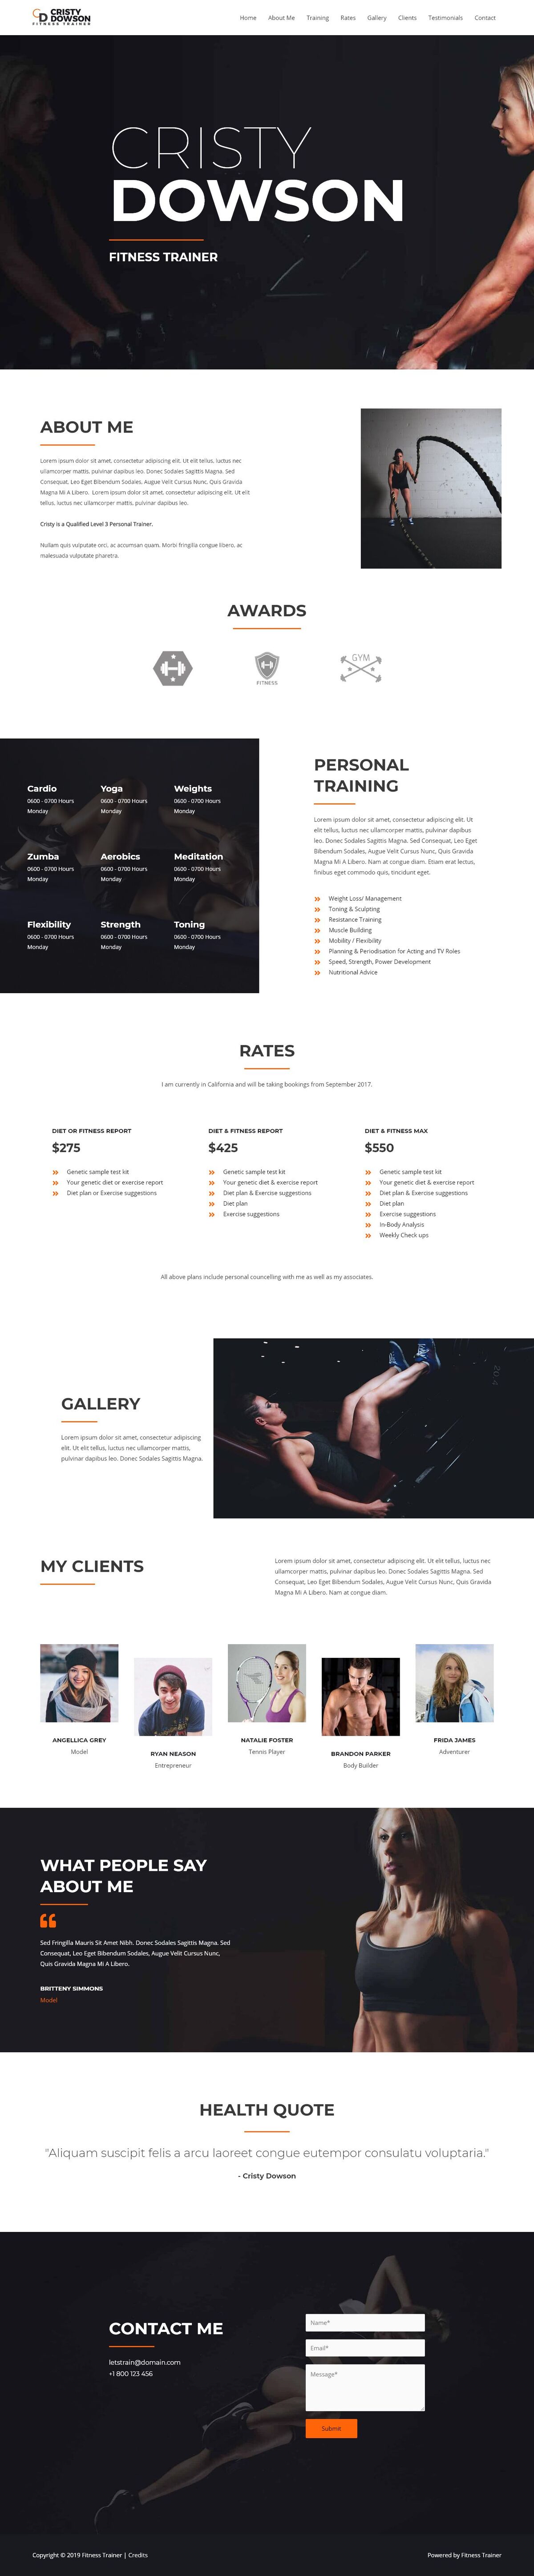 CRISTY
DOWSON
FITNESS TRAINER
Home About Me Training Rates Gallery Clients Testimonials Contact
CRISTY
DOWSON
FITNESS TRAINER
ABOUT ME
Lorem ipsum dolor sit amet, consectetur adipiscing elit. Ut elit tellus, luctus nec
ullamcorper mattis, pulvinar dapibus leo. Donec Sodales Sagittis Magna. Sed
Consequat, Leo Eget Bibendum Sodales, Augue Velit Cursus Nunc, Quis Gravida
Magna Mi A Libero. Lorem ipsum dolor sit amet, consectetur adipiscing elit. Ut elit
tellus, luctus nec ullamcorper mattis, pulvinar dapibus leo.
Cristy is a Qualified Level 3 Personal Trainer.
Nullam quis vulputate orci, ac accumsan quam. Morbi fringilla congue libero, ac
malesuada vulputate pharetra.
AWARDS
FITNESS
GYM
Cardio
0600 - 0700 Hours
Monday
Yoga
0600 - 0700 Hours
Monday
Weights
0600 - 0700 Hours
Monday
Zumba
0600 - 0700 Hours
Monday
Aerobics
0600 - 0700 Hours
Monday
Meditation
0600 - 0700 Hours
Monday
Flexibility
0600 - 0700 Hours
Monday
Strength
0600 - 0700 Hours
Monday
Toning
0600 - 0700 Hours
Monday
PERSONAL
TRAINING
Lorem ipsum dolor sit amet, consectetur adipiscing elit. Ut
elit tellus, luctus nec ullamcorper mattis, pulvinar dapibus
leo. Donec Sodales Sagittis Magna. Sed Consequat, Leo Eget
Bibendum Sodales, Augue Velit Cursus Nunc, Quis Gravida
Magna Mi A Libero. Nam at congue diam. Etiam erat lectus,
finibus eget commodo quis, tincidunt eget.
Weight Loss/ Management
Toning & Sculpting
Resistance Training
Muscle Building
Mobility / Flexibility
Planning & Periodisation for Acting and TV Roles
Speed, Strength, Power Development
Nutritional Advice
RATES
I am currently in California and will be taking bookings from September 2017.
DIET OR FITNESS REPORT
$275
Genetic sample test kit
Your genetic diet or exercise report
Diet plan or Exercise suggestions
DIET & FITNESS REPORT
$425
Genetic sample test kit
Your genetic diet & exercise report
Diet plan & Exercise suggestions
Diet plan
Exercise suggestions
DIET & FITNESS MAX
$550
Genetic sample test kit
Your genetic diet & exercise report
Diet plan & Exercise suggestions
Diet plan
Exercise suggestions
In-Body Analysis
Weekly Check ups
All above plans include personal councelling with me as well as my associates.
GALLERY
Lorem ipsum dolor sit amet, consectetur adipiscing
elit. Ut elit tellus, luctus nec ullamcorper mattis,
pulvinar dapibus leo. Donec Sodales Sagittis Magna.
MY CLIENTS
Lorem ipsum dolor sit amet, consectetur adipiscing elit. Ut elit tellus, luctus nec
ullamcorper mattis, pulvinar dapibus leo. Donec Sodales Sagittis Magna. Sed
Consequat, Leo Eget Bibendum Sodales, Augue Velit Cursus Nunc, Quis Gravida
Magna Mi A Libero. Nam at congue diam.
ANGELLICA GREY
Model
RYAN NEASON
Entrepreneur
NATALIE FOSTER
Tennis Player
BRANDON PARKER
Body Builder
FRIDA JAMES
Adventurer
WHAT PEOPLE SAY
ABOUT ME
Sed Fringilla Mauris Sit Amet Nibh. Donec Sodales Sagittis Magna. Sed
Consequat, Leo Eget Bibendum Sodales, Augue Velit Cursus Nunc,
Quis Gravida Magna Mi A Libero.
BRITTENY SIMMONS
Model
HEALTH QUOTE
"Aliquam suscipit felis a arcu laoreet congue eutempor consulatu voluptaria."
- Cristy Dowson
CONTACT ME
letstrain@domain.com
+1 800 123 456
Name*
Email*
Message*
Submit
Copyright © 2019 Fitness Trainer | Credits
Powered by Fitness Trainer